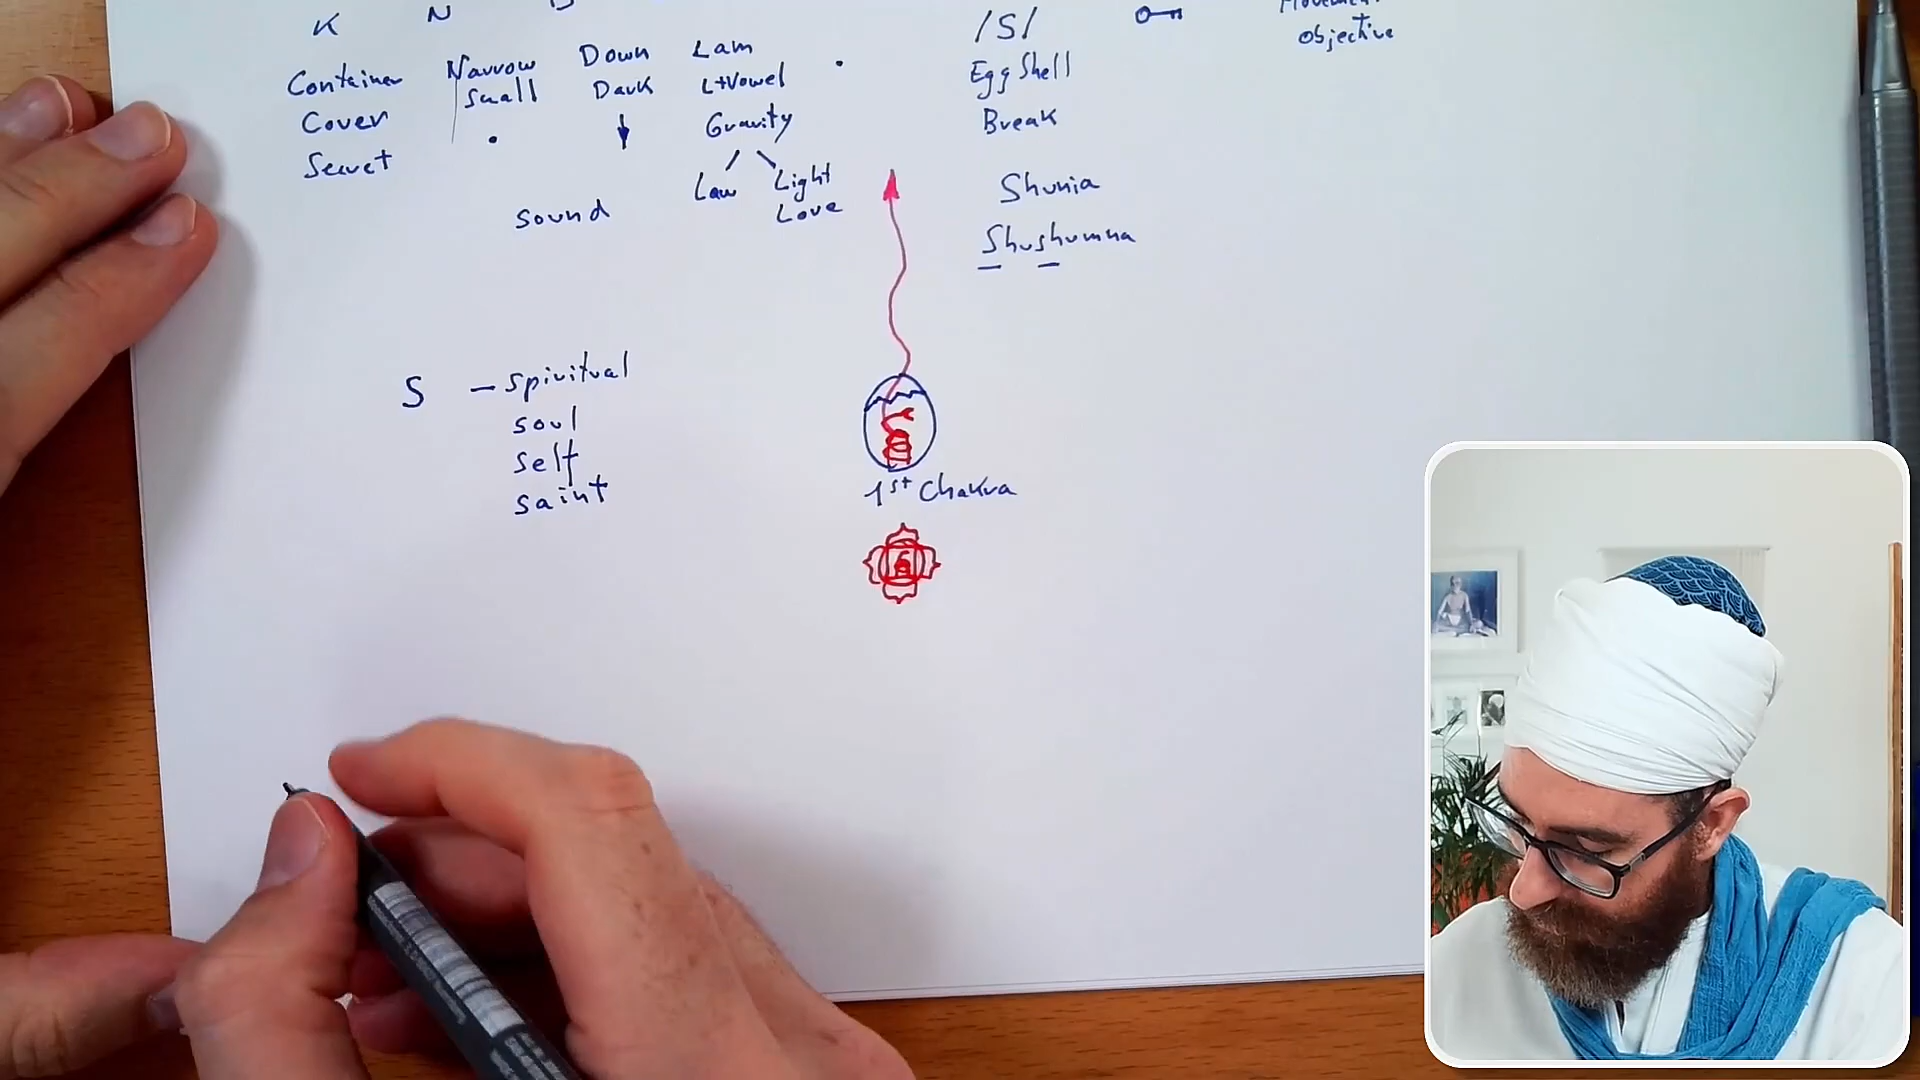 K N
/S/
objective
Container Narrow Down Lam
small Dark L+Vowel
Cover
Secret
Gravity
Law Light
Love
sound
Egg Shell
Break
Shunia
Shushumna
S – spiritual
soul
self
saint
1st Chakra